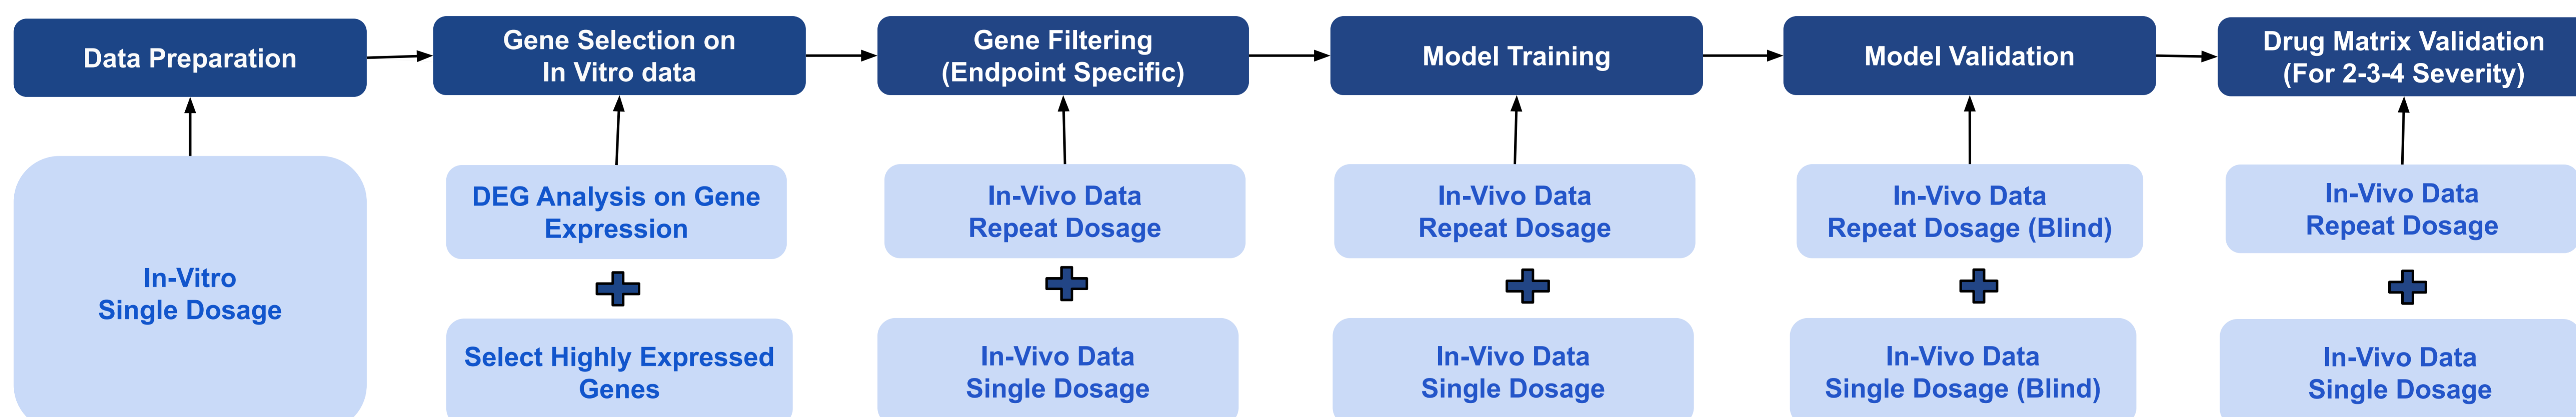 Data Preparation
Gene Selection on
In Vitro data
Gene Filtering
(Endpoint Specific)
Model Training
Model Validation
Drug Matrix Validation
(For 2-3-4 Severity)
In-Vitro
Single Dosage
DEG Analysis on Gene
Expression
Select Highly Expressed
Genes
In-Vivo Data
Repeat Dosage
In-Vivo Data
Single Dosage
In-Vivo Data
Repeat Dosage
In-Vivo Data
Single Dosage
In-Vivo Data
Repeat Dosage (Blind)
In-Vivo Data
Single Dosage (Blind)
In-Vivo Data
Repeat Dosage
In-Vivo Data
Single Dosage